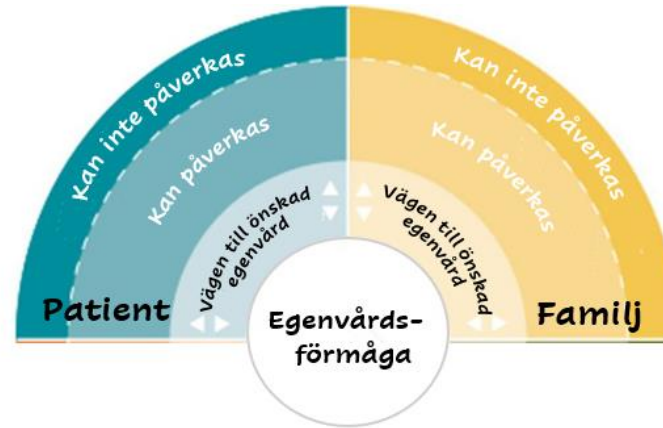 Kan inte påverkas
Kan påverkas
Vägen till önskad
egenvård
Patient
Kan inte påverkas
Kan påverkas
Vägen till önskad
egenvård
Familj
Egenvårds-
förmåga